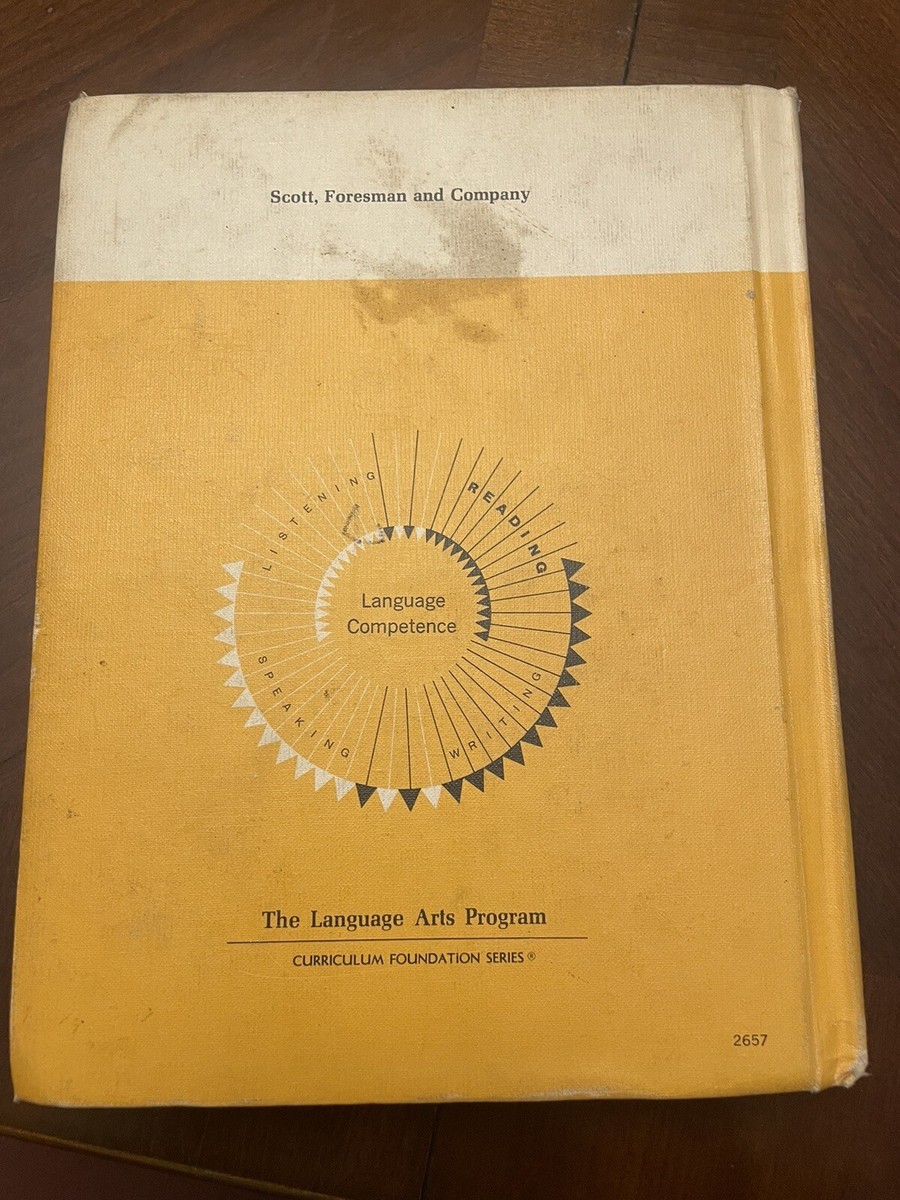 Scott, Foresman and Company
LISTENING
READING
Language
Competence
SPEAKING
WRITING
The Language Arts Program
CURRICULUM FOUNDATION SERIES ®
2657